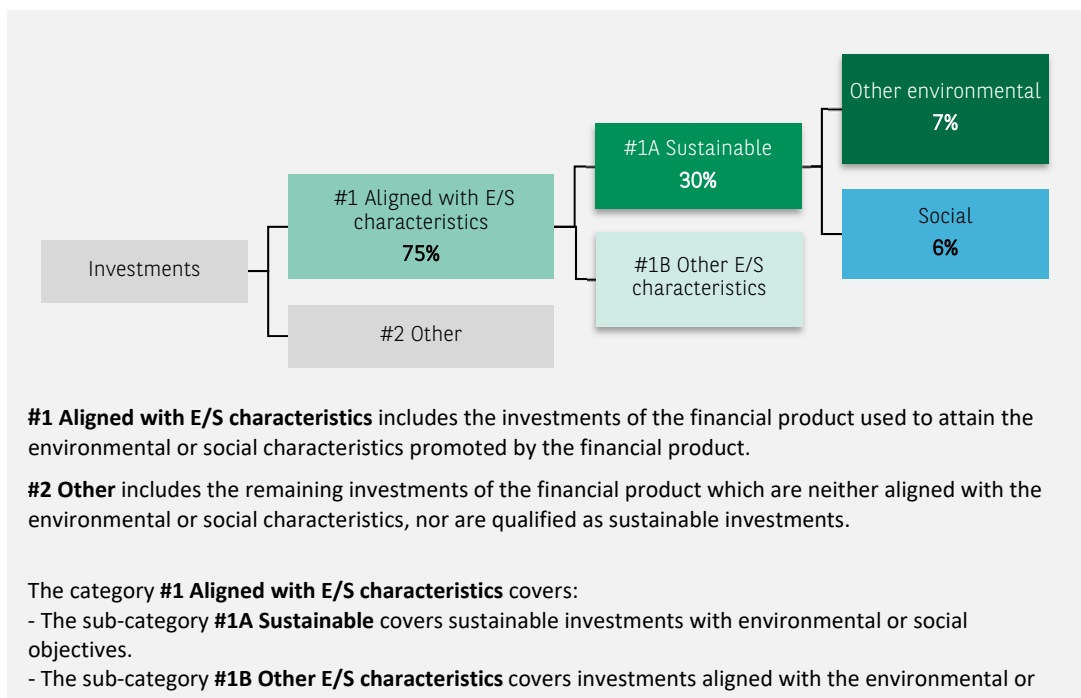 Other environmental
7%
#1A Sustainable
30%
#1 Aligned with E/S
characteristics
75%
Social
6%
Investments
#1B Other E/S
characteristics
#2 Other
#1 Aligned with E/S characteristics includes the investments of the financial product used to attain the
environmental or social characteristics promoted by the financial product.
#2 Other includes the remaining investments of the financial product which are neither aligned with the
environmental or social characteristics, nor are qualified as sustainable investments.
The category #1 Aligned with E/S characteristics covers:
- The sub-category #1A Sustainable covers sustainable investments with environmental or social
objectives.
- The sub-category #1B Other E/S characteristics covers investments aligned with the environmental or